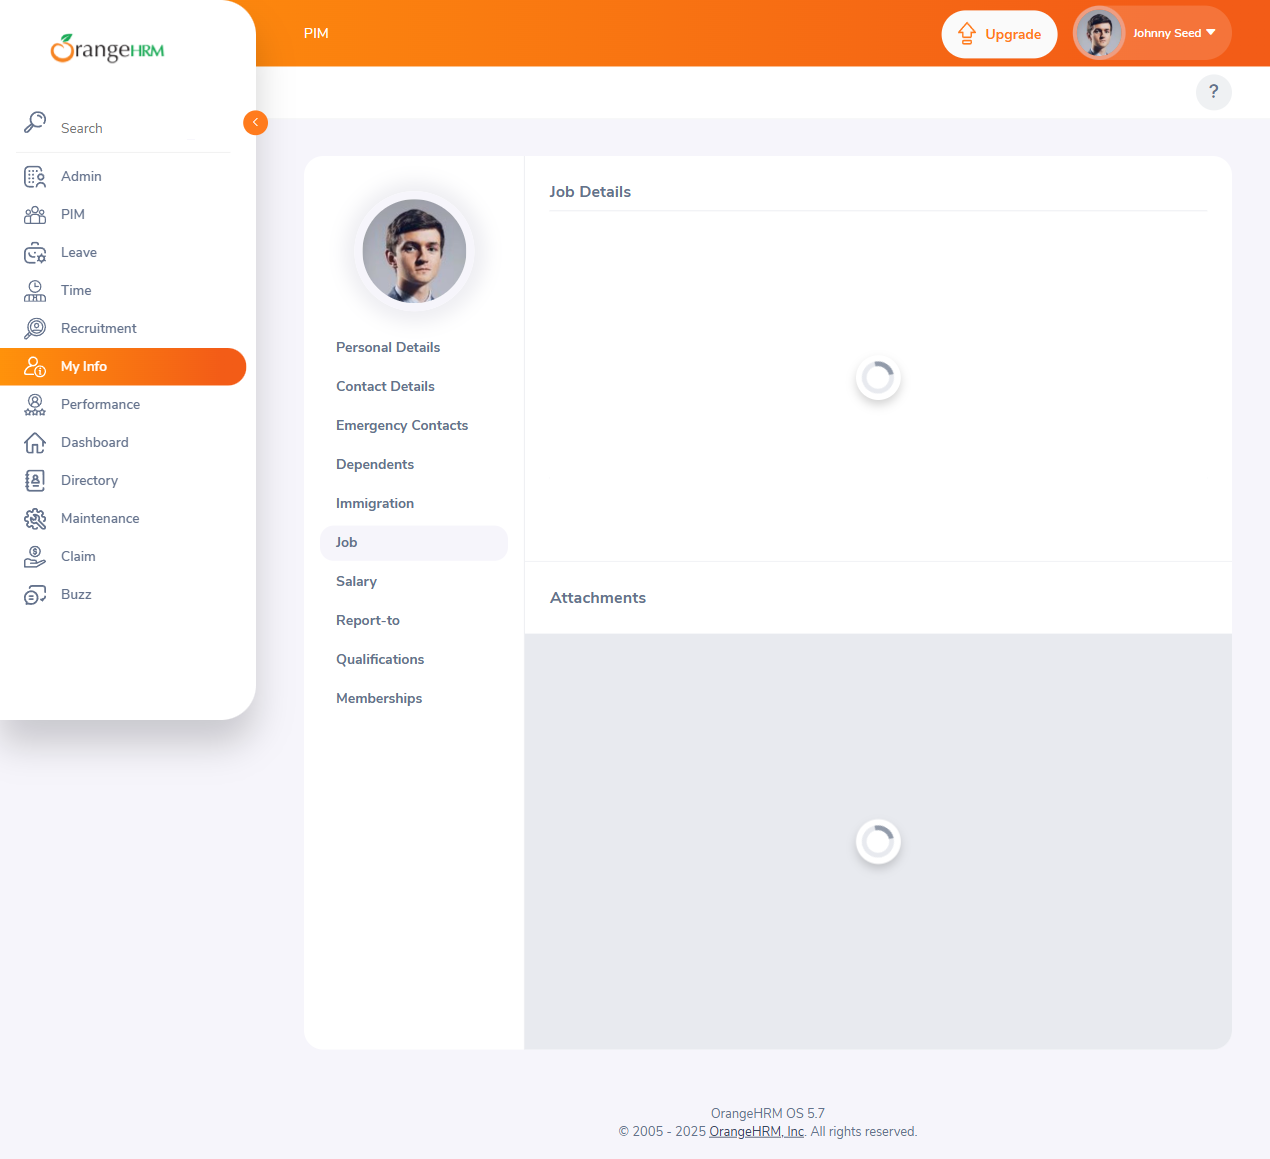 OrangeHRM
Search
Admin
PIM
Leave
Time
Recruitment
My Info
Performance
Dashboard
Directory
Maintenance
Claim
Buzz
PIM
Upgrade
Johnny Seed
?
Personal Details
Contact Details
Emergency Contacts
Dependents
Immigration
Job
Salary
Report-to
Qualifications
Memberships
Job Details
Attachments
OrangeHRM OS 5.7
© 2005 - 2025 OrangeHRM, Inc. All rights reserved.